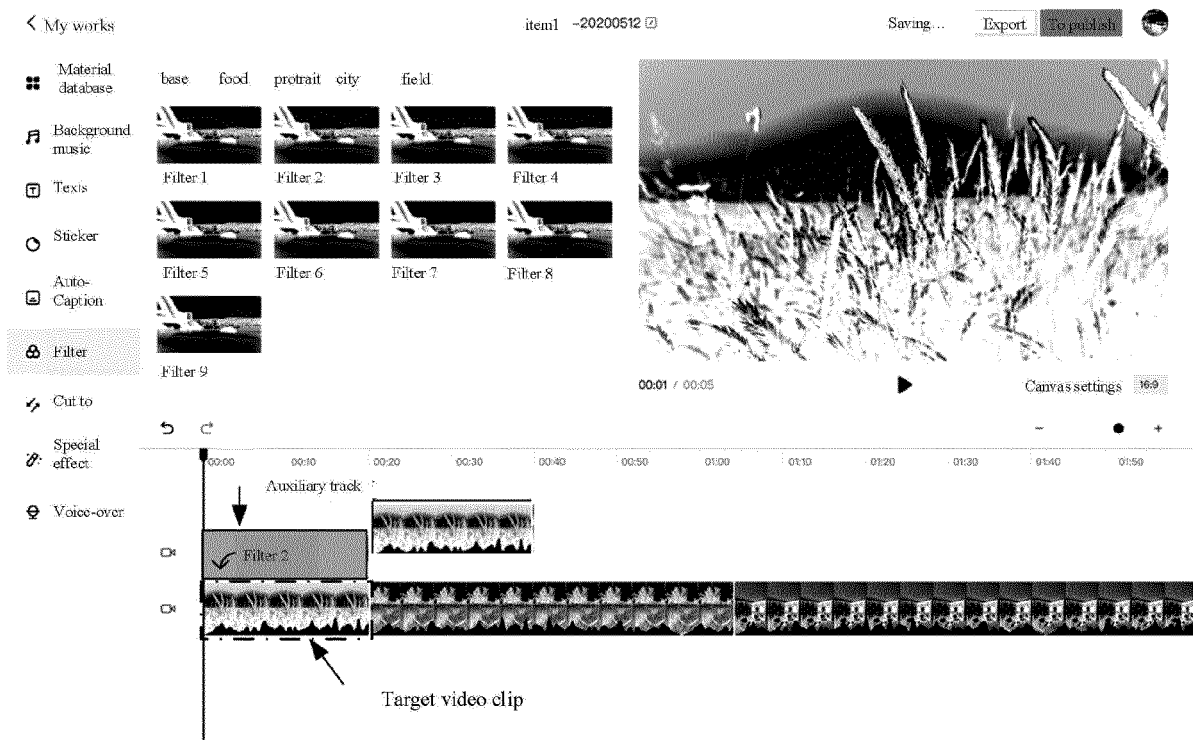 My works
item1 -20200512
Saving...
Export
To publish
Material
database
Background
music
Texts
Sticker
Auto-
Caption
Filter
Cut to
Special
effect
Voice-over
base food protrait city field
Filter 1 Filter 2 Filter 3 Filter 4
Filter 5 Filter 6 Filter 7 Filter 8
Filter 9
00:01 / 00:05
Canvas settings 16:9
00:00 00:10 00:20 00:30 00:40 00:50 01:00 01:10 01:20 01:30 01:40 01:50
Auxiliary track
Filter 2
Target video clip